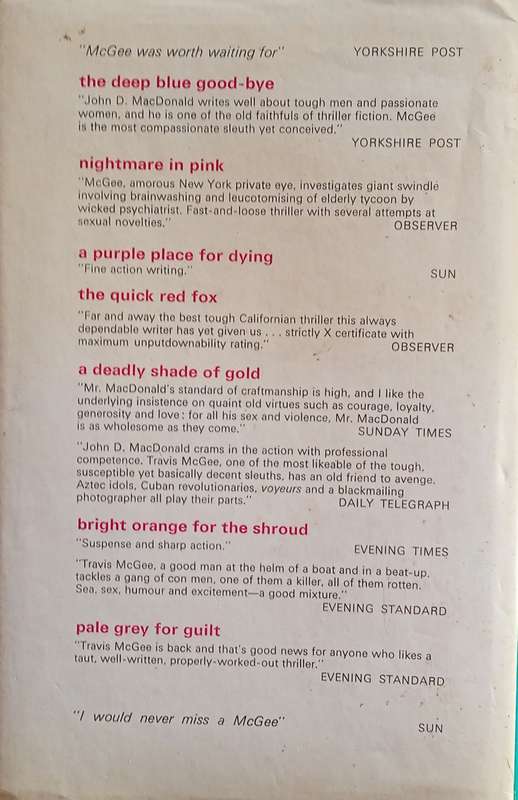 "McGee was worth waiting for" YORKSHIRE POST
the deep blue good-bye
"John D. MacDonald writes well about tough men and passionate
women, and he is one of the old faithfuls of thriller fiction. McGee
is the most compassionate sleuth yet conceived."
YORKSHIRE POST
nightmare in pink
"McGee, amorous New York private eye, investigates giant swindle
involving brainwashing and leucotomising of elderly tycoon by
wicked psychiatrist. Fast-and-loose thriller with several attempts at
sexual novelties." OBSERVER
a purple place for dying
"Fine action writing." SUN
the quick red fox
"Far and away the best tough Californian thriller this always
dependable writer has yet given us . . . strictly X certificate with
maximum unputdownability rating." OBSERVER
a deadly shade of gold
"Mr. MacDonald's standard of craftmanship is high, and I like the
underlying insistence on quaint old virtues such as courage, loyalty,
generosity and love; for all his sex and violence, Mr. MacDonald
is as wholesome as they come." SUNDAY TIMES
"John D. MacDonald crams in the action with professional
competence. Travis McGee, one of the most likeable of the tough,
susceptible yet basically decent sleuths, has an old friend to avenge.
Aztec idols, Cuban revolutionaries, voyeurs and a blackmailing
photographer all play their parts." DAILY TELEGRAPH
bright orange for the shroud
"Suspense and sharp action." EVENING TIMES
"Travis McGee, a good man at the helm of a boat and in a beat-up,
tackles a gang of con men, one of them a killer, all of them rotten.
Sea, sex, humour and excitement—a good mixture."
EVENING STANDARD
pale grey for guilt
"Travis McGee is back and that's good news for anyone who likes a
taut, well-written, properly-worked-out thriller."
EVENING STANDARD
"I would never miss a McGee" SUN